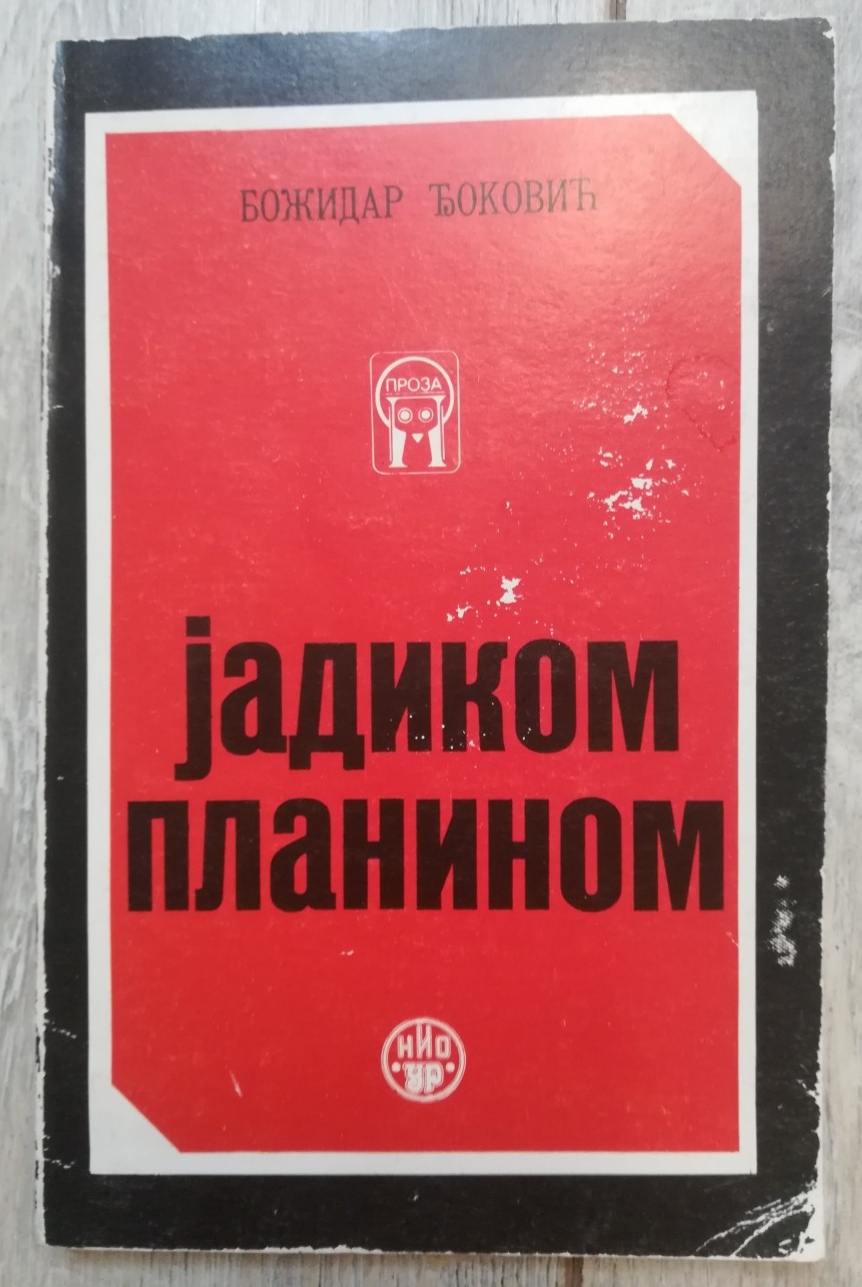 БОЖИДАР ЂОКОВИЋ
ПРОЗА
јадиком
планином
НИО
УР